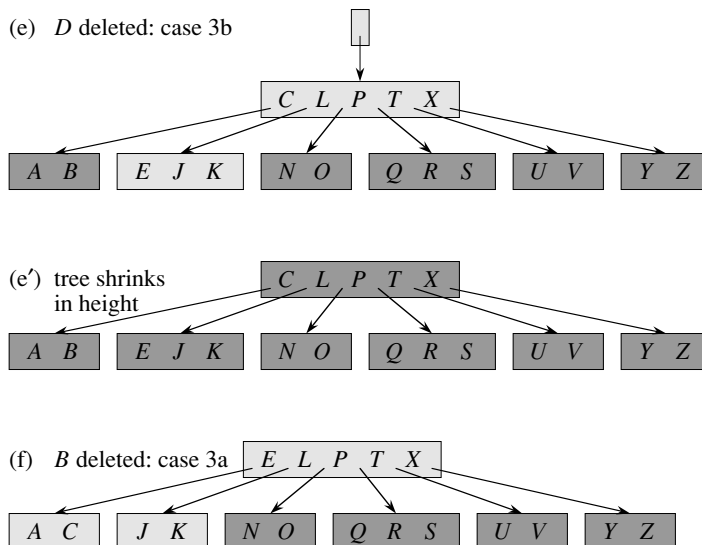 (e) D deleted: case 3b
C L P T X
A B E J K N O Q R S U V Y Z
(e′) tree shrinks
in height
C L P T X
A B E J K N O Q R S U V Y Z
(f) B deleted: case 3a
E L P T X
A C J K N O Q R S U V Y Z